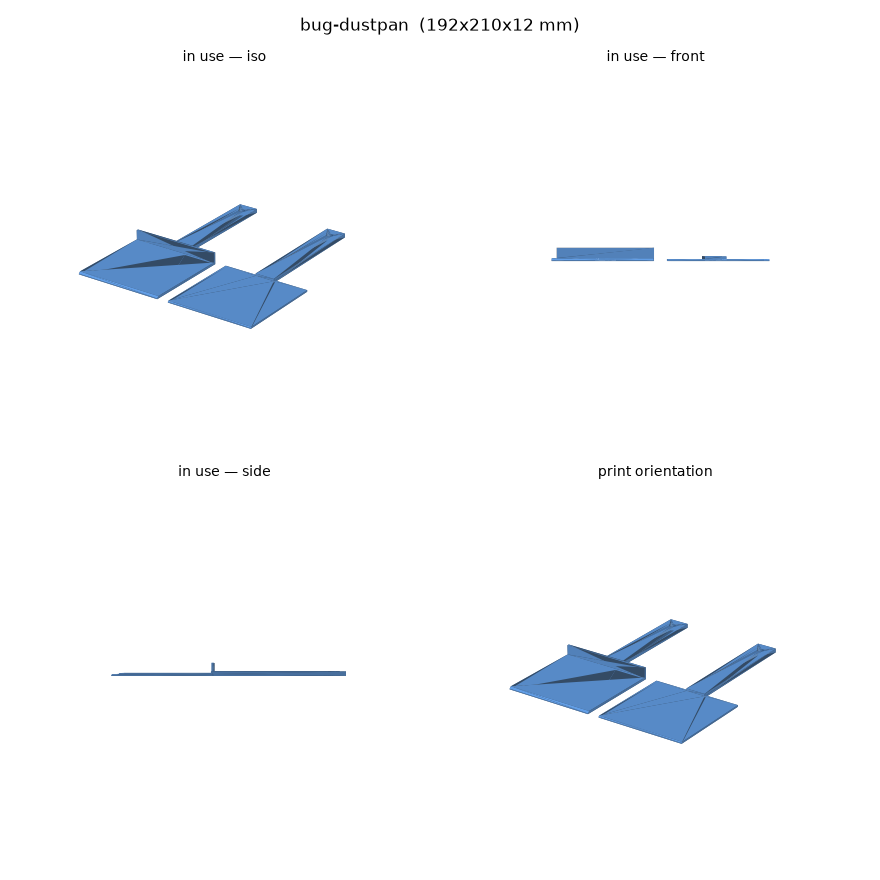 bug-dustpan (192x210x12 mm)
in use — iso
in use — front
in use — side
print orientation